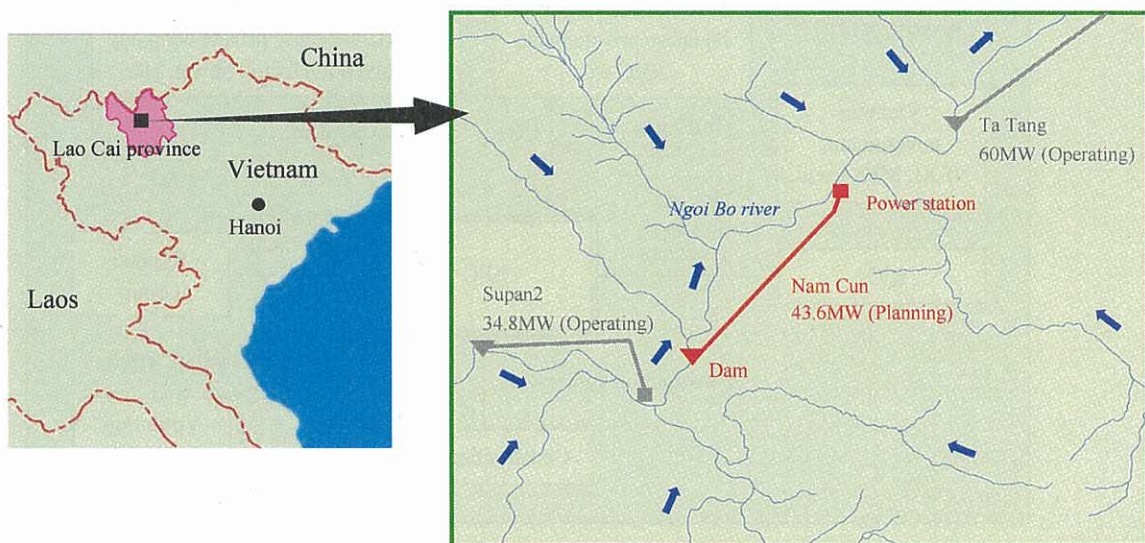 China
Lao Cai province
Vietnam
Hanoi
Laos
Ta Tang
60MW (Operating)
Ngoi Bo river
Power station
Nam Cun
43.6MW (Planning)
Supan2
34.8MW (Operating)
Dam